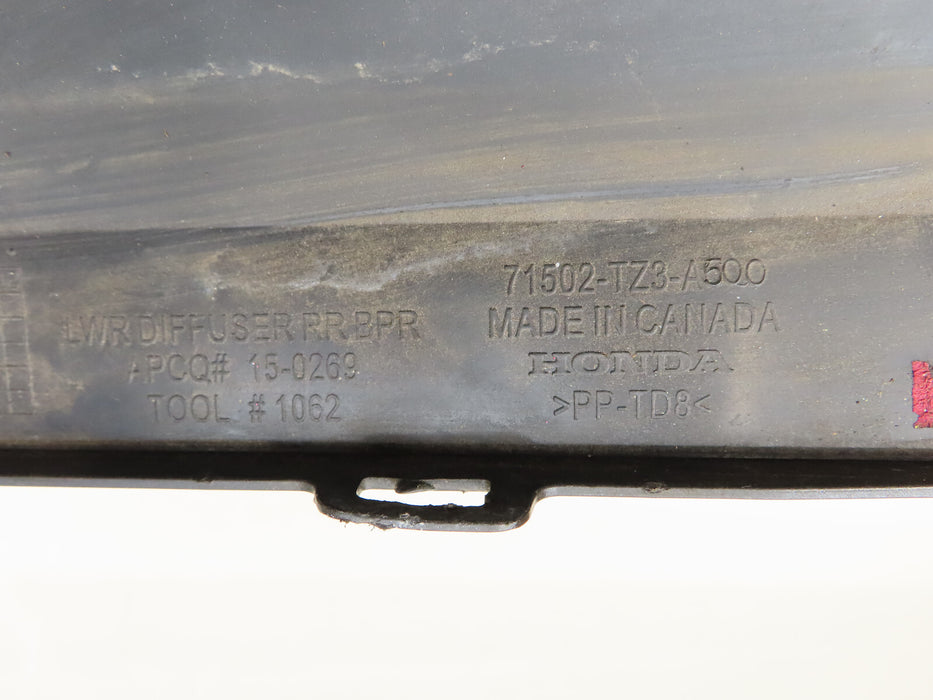 LWR DIFFUSER RR BPR
APCQ# 15-0269
TOOL #1062
71502-TZ3-A500
MADE IN CANADA
HONDA
>PP-TD8<